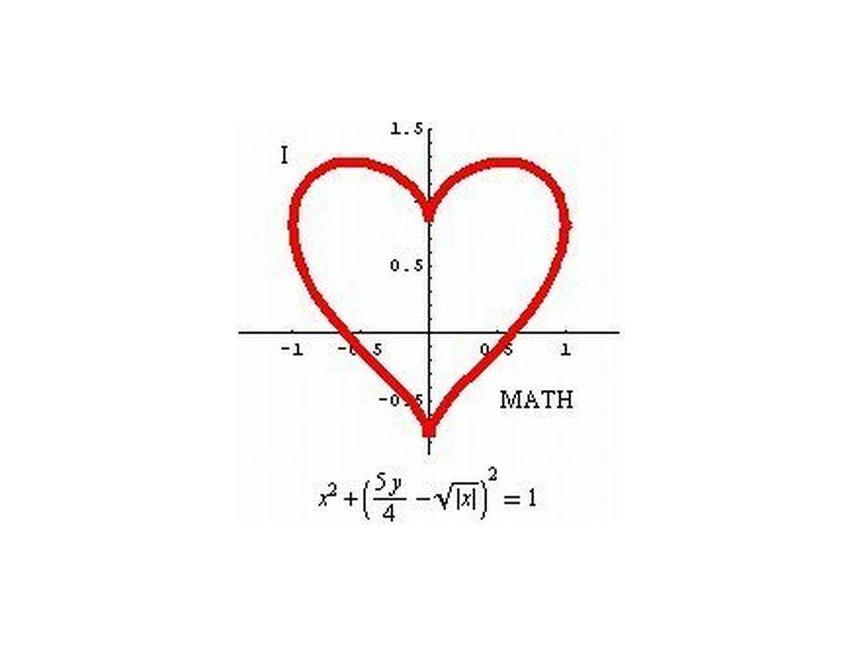 1.5
I
0.5
-1 -0.5 0.5 1
-0.5
MATH
x² + (5y/4 − √|x|)² = 1